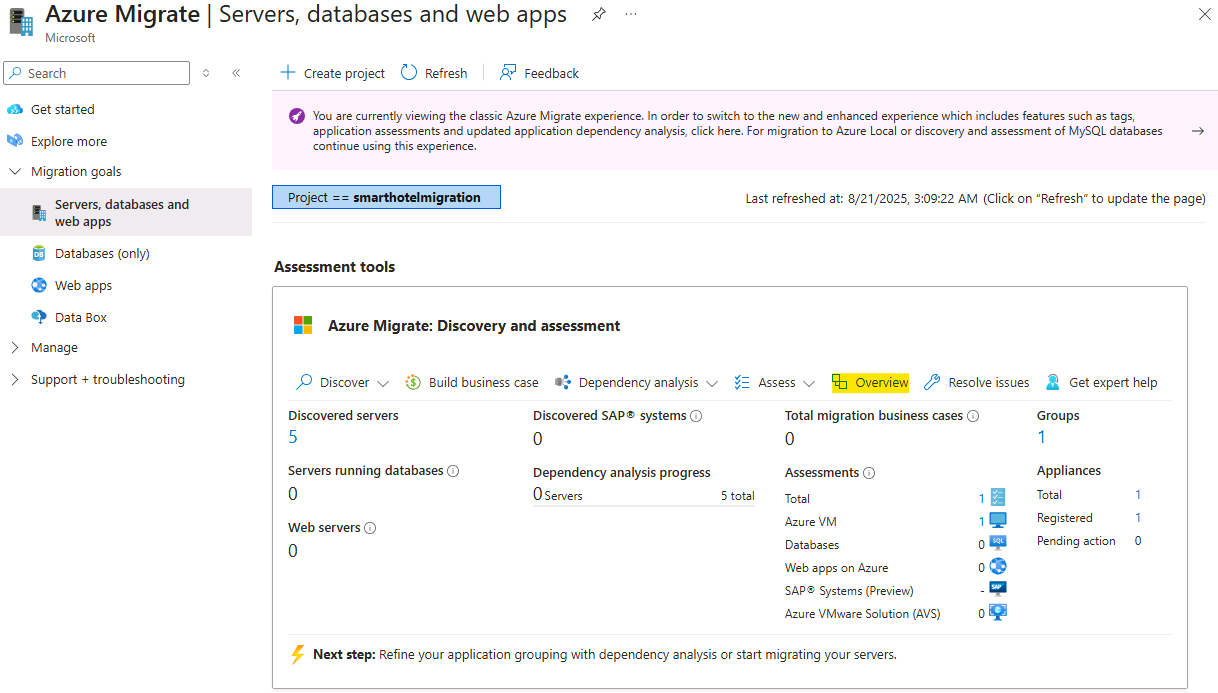 Azure Migrate | Servers, databases and web apps
Microsoft
Search
Get started
Explore more
Migration goals
Servers, databases and
web apps
Databases (only)
Web apps
Data Box
Manage
Support + troubleshooting
Create project
Refresh
Feedback
You are currently viewing the classic Azure Migrate experience. In order to switch to the new and enhanced experience which includes features such as tags,
application assessments and updated application dependency analysis, click here. For migration to Azure Local or discovery and assessment of MySQL databases
continue using this experience.
Project == smarthotelmigration
Last refreshed at: 8/21/2025, 3:09:22 AM (Click on “Refresh” to update the page)
Assessment tools
Azure Migrate: Discovery and assessment
Discover
Build business case
Dependency analysis
Assess
Overview
Resolve issues
Get expert help
Discovered servers
5
Servers running databases
0
Web servers
0
Discovered SAP® systems
0
Dependency analysis progress
0 Servers 5 total
Total migration business cases
0
Assessments
Total 1
Azure VM 1
Databases 0 SQL
Web apps on Azure 0
SAP® Systems (Preview) - SAP
Azure VMware Solution (AVS) 0
Groups
1
Appliances
Total 1
Registered 1
Pending action 0
Next step: Refine your application grouping with dependency analysis or start migrating your servers.